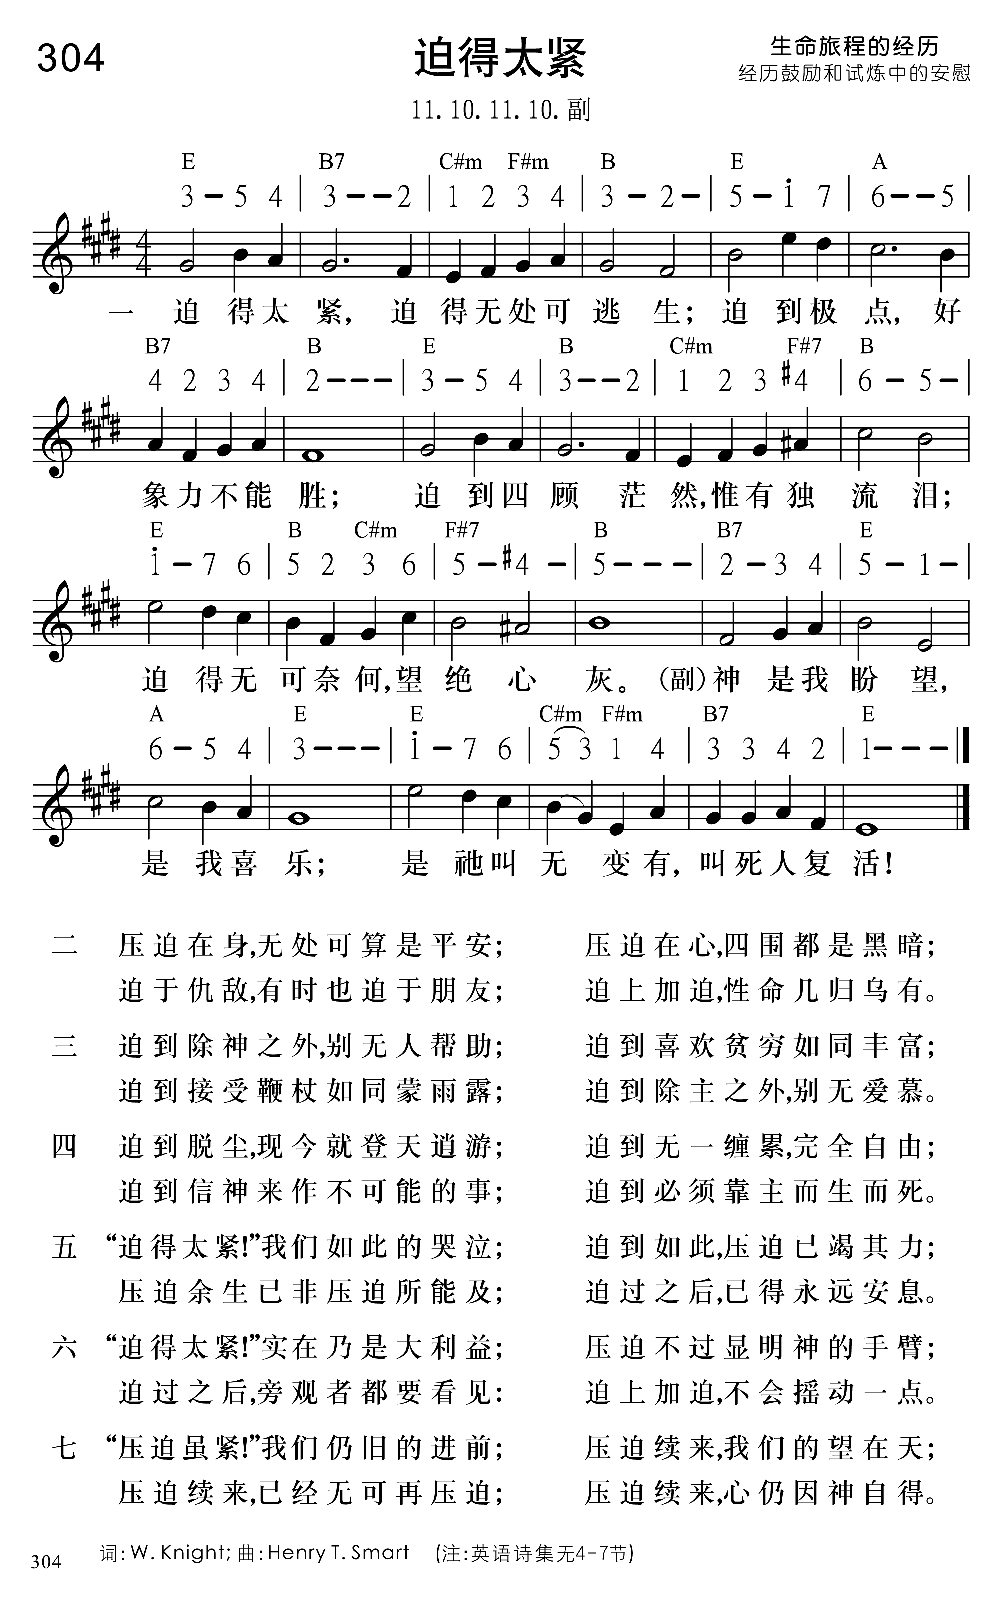 304
迫得太紧
生命旅程的经历
经历鼓励和试炼中的安慰
11.10.11.10.副
E B7 C#m F#m B E A
3 – 5 4 | 3 – – 2 | 1 2 3 4 | 3 – 2 – | 5 – i 7 | 6 – – 5 |
一 迫得太紧，迫得无处可逃生；迫到极点，好
B7 B E B C#m F#7 B
4 2 3 4 | 2 – – – | 3 – 5 4 | 3 – – 2 | 1 2 3 #4 | 6 – 5 – |
象力不能胜；迫到四顾茫然,惟有独流泪；
E B C#m F#7 B B7 E
i – 7 6 | 5 2 3 6 | 5 – #4 – | 5 – – – | 2 – 3 4 | 5 – 1 – |
迫得无可奈何,望绝心灰。(副)神是我盼望，
A E E C#m F#m B7 E
6 – 5 4 | 3 – – – | i – 7 6 | 5 3 1 4 | 3 3 4 2 | 1 – – –
是我喜乐；是祂叫无变有，叫死人复活！
二 压迫在身,无处可算是平安； 压迫在心,四围都是黑暗；
迫于仇敌,有时也迫于朋友； 迫上加迫,性命几归乌有。
三 迫到除神之外,别无人帮助； 迫到喜欢贫穷如同丰富；
迫到接受鞭杖如同蒙雨露； 迫到除主之外,别无爱慕。
四 迫到脱尘,现今就登天逍游； 迫到无一缠累,完全自由；
迫到信神来作不可能的事； 迫到必须靠主而生而死。
五 “迫得太紧!”我们如此的哭泣； 迫到如此,压迫已竭其力；
压迫余生已非压迫所能及； 迫过之后,已得永远安息。
六 “迫得太紧!”实在乃是大利益； 压迫不过显明神的手臂；
迫过之后,旁观者都要看见： 迫上加迫,不会摇动一点。
七 “压迫虽紧!”我们仍旧的进前； 压迫续来,我们的望在天；
压迫续来,已经无可再压迫； 压迫续来,心仍因神自得。
304 词:W. Knight; 曲:Henry T. Smart (注:英语诗集无4-7节)